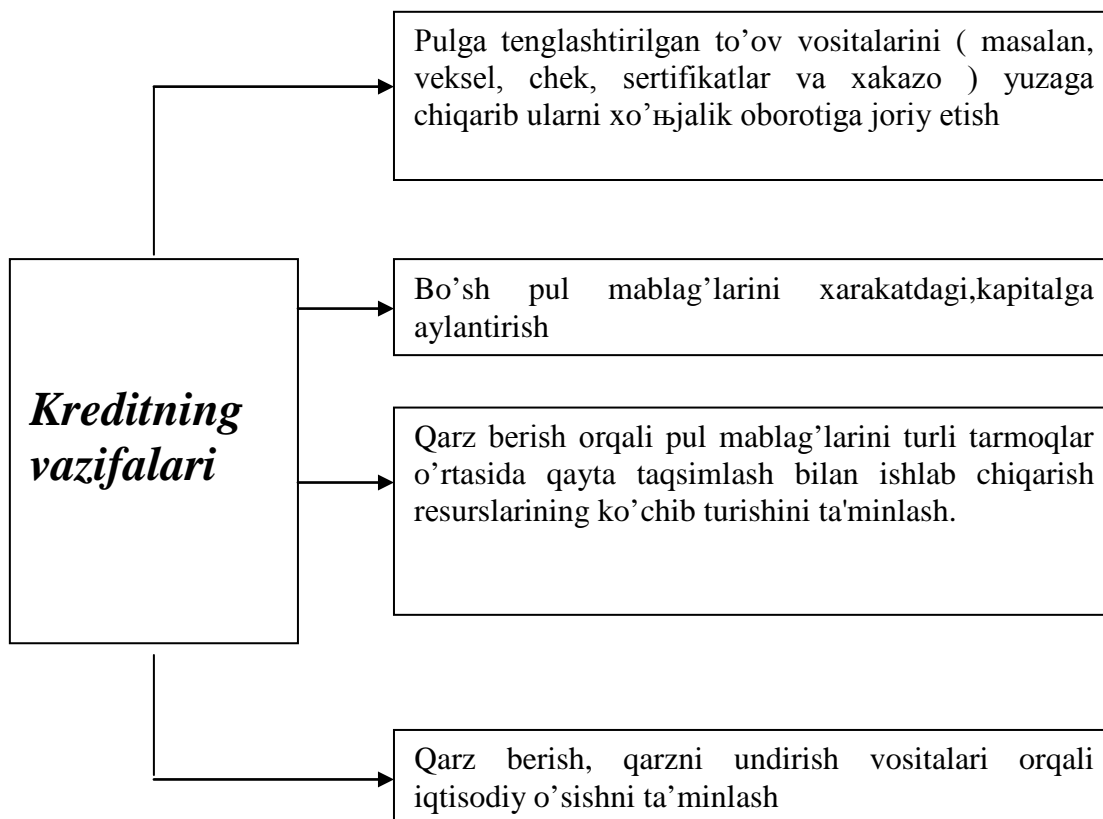 Pulga tenglashtirilgan to’ov vositalarini ( masalan,
veksel, chek, sertifikatlar va xakazo ) yuzaga
chiqarib ularni xo’њjalik oborotiga joriy etish
Bo’sh pul mablag’larini xarakatdagi,kapitalga
aylantirish
Kreditning
vazifalari
Qarz berish orqali pul mablag’larini turli tarmoqlar
o’rtasida qayta taqsimlash bilan ishlab chiqarish
resurslarining ko’chib turishini ta'minlash.
Qarz berish, qarzni undirish vositalari orqali
iqtisodiy o’sishni ta’minlash